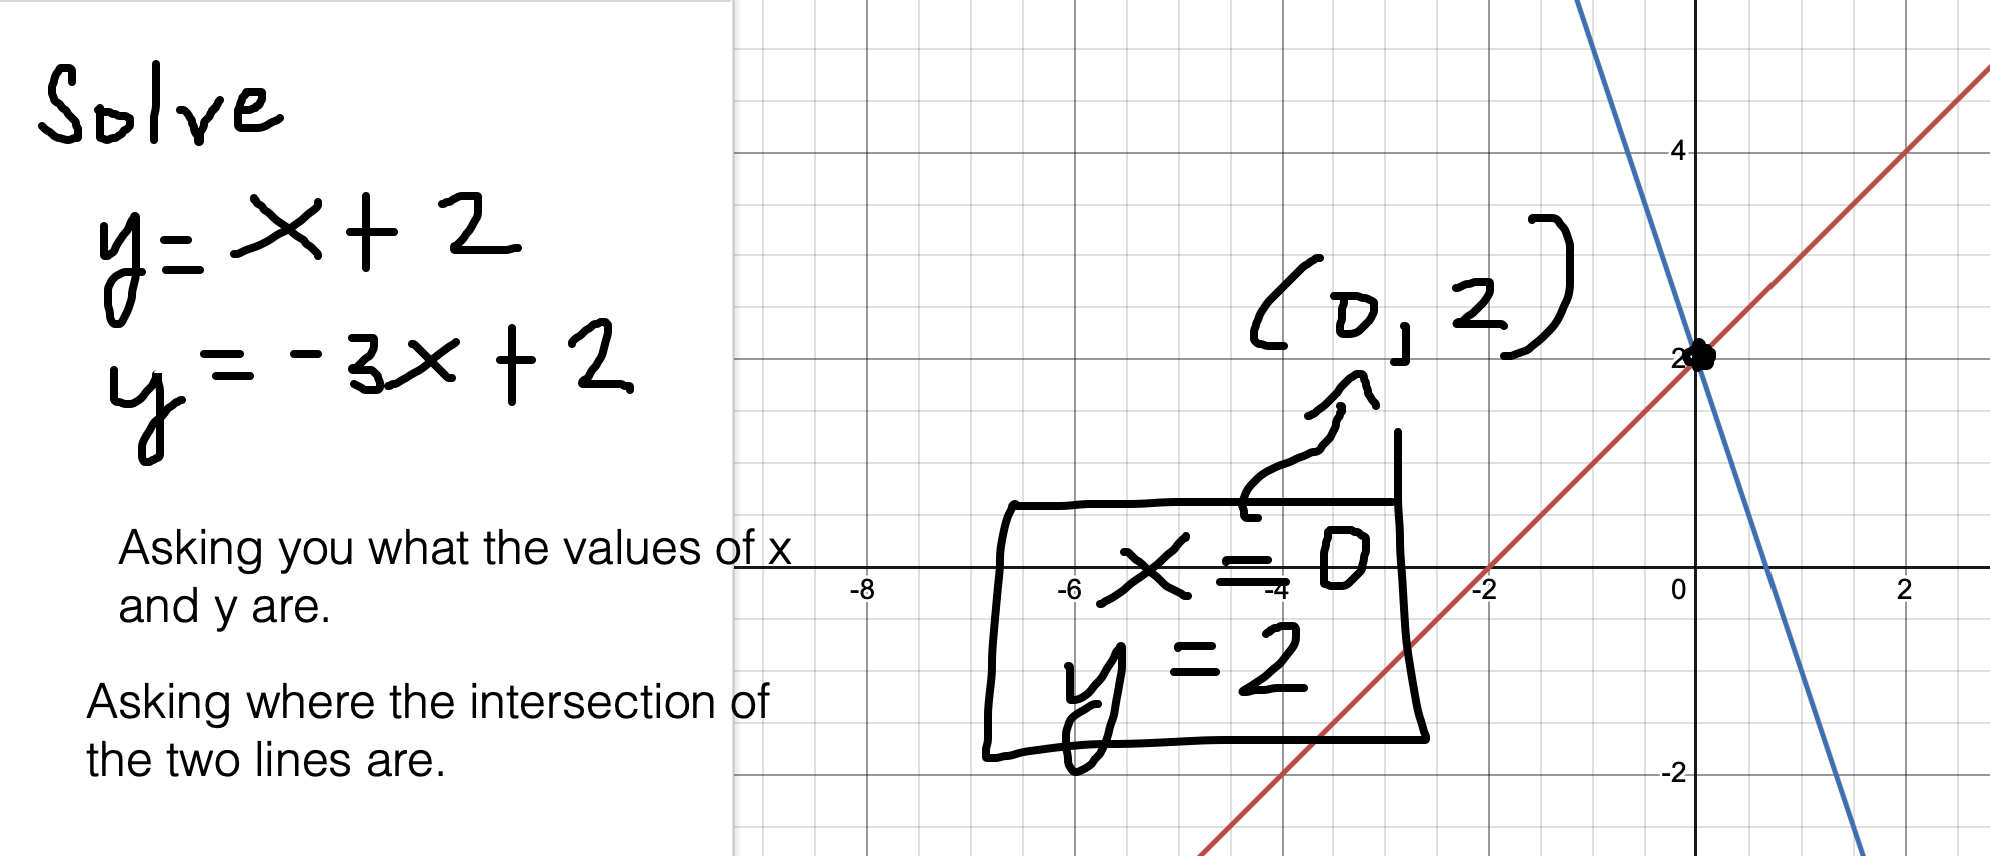 Solve
y = x + 2
y = -3x + 2
Asking you what the values of x
and y are.
Asking where the intersection of
the two lines are.
(0, 2)
x = 0
y = 2
4
2
-8
-6
-4
-2
0
2
-2